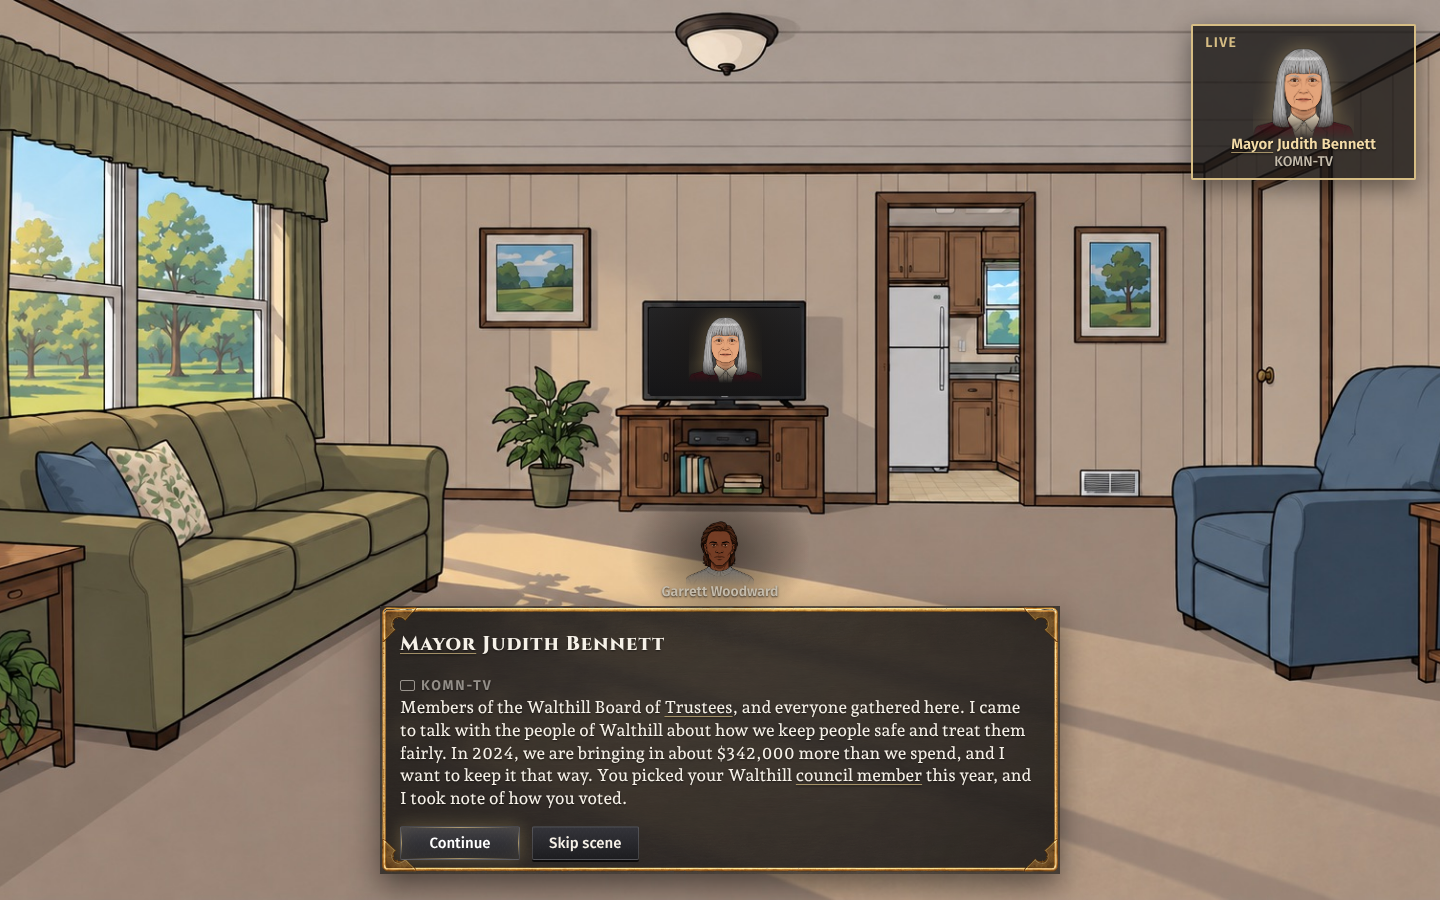 LIVE
Mayor Judith Bennett
KOMN-TV
Garrett Woodward
Mayor Judith Bennett
KOMN-TV
Members of the Walthill Board of Trustees, and everyone gathered here. I came
to talk with the people of Walthill about how we keep people safe and treat them
fairly. In 2024, we are bringing in about $342,000 more than we spend, and I
want to keep it that way. You picked your Walthill council member this year, and
I took note of how you voted.
Continue
Skip scene